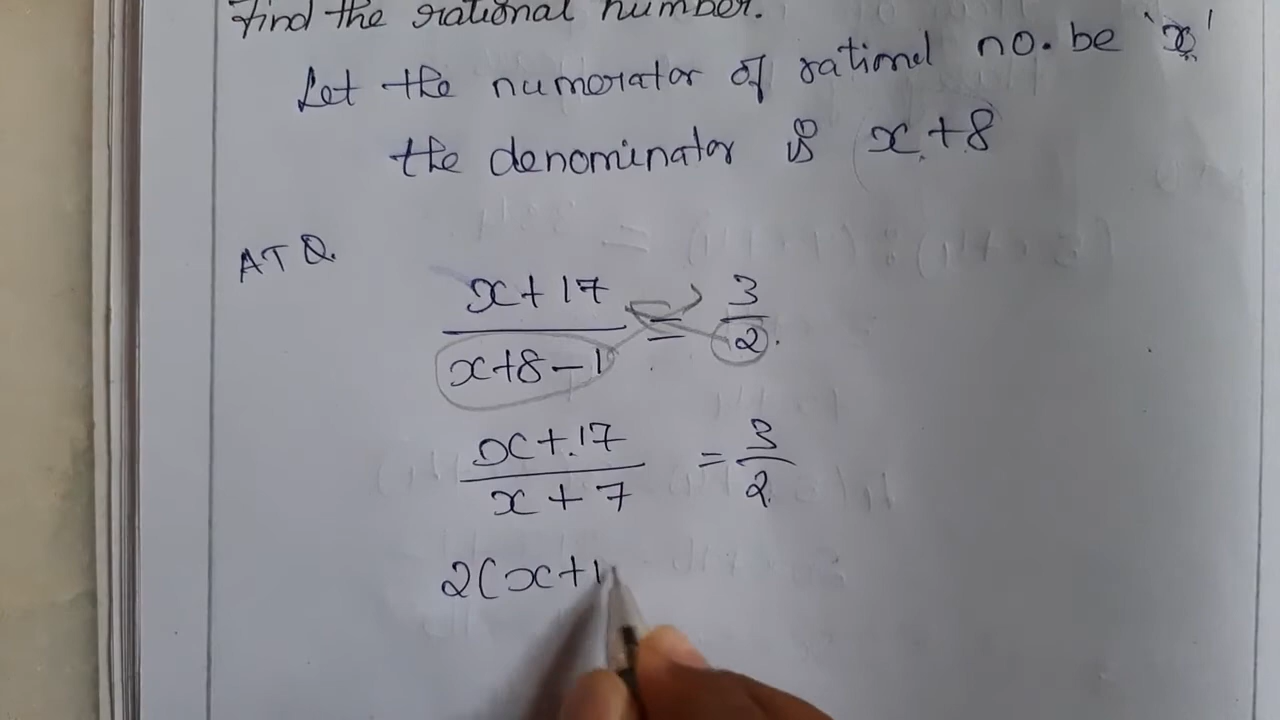 find the rational number.
Let the numerator of rational no. be 'x'
the denominator is x+8
ATQ.
x+17 / x+8-1 = 3/2
x+17 / x+7 = 3/2
2(x+1